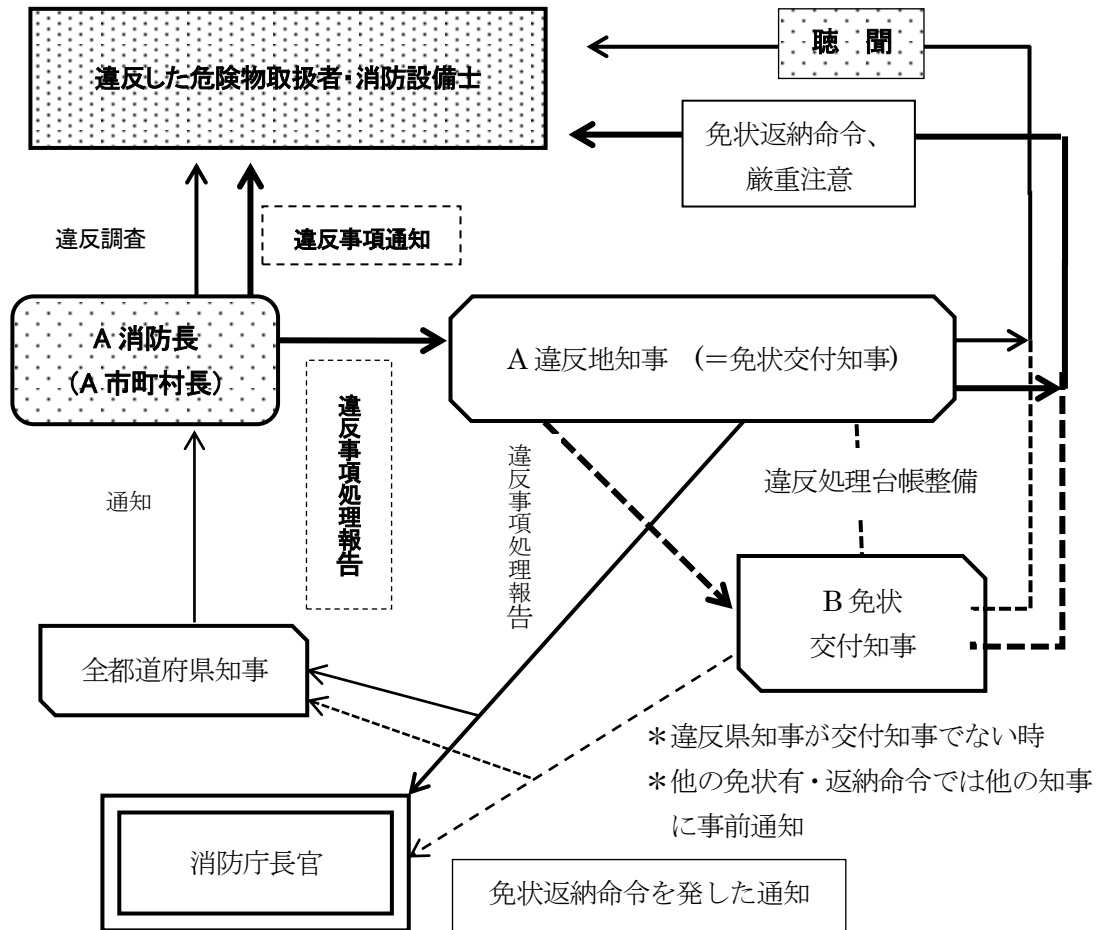 聴　聞
違反した危険物取扱者・消防設備士
免状返納命令、
厳重注意
違反調査
違反事項通知
A 消防長
（A 市町村長）
A 違反地知事　（＝免状交付知事）
違反事項処理報告
違反事項処理報告
違反処理台帳整備
通知
B 免状
交付知事
全都道府県知事
＊違反県知事が交付知事でない時
＊他の免状有・返納命令では他の知事
に事前通知
消防庁長官
免状返納命令を発した通知